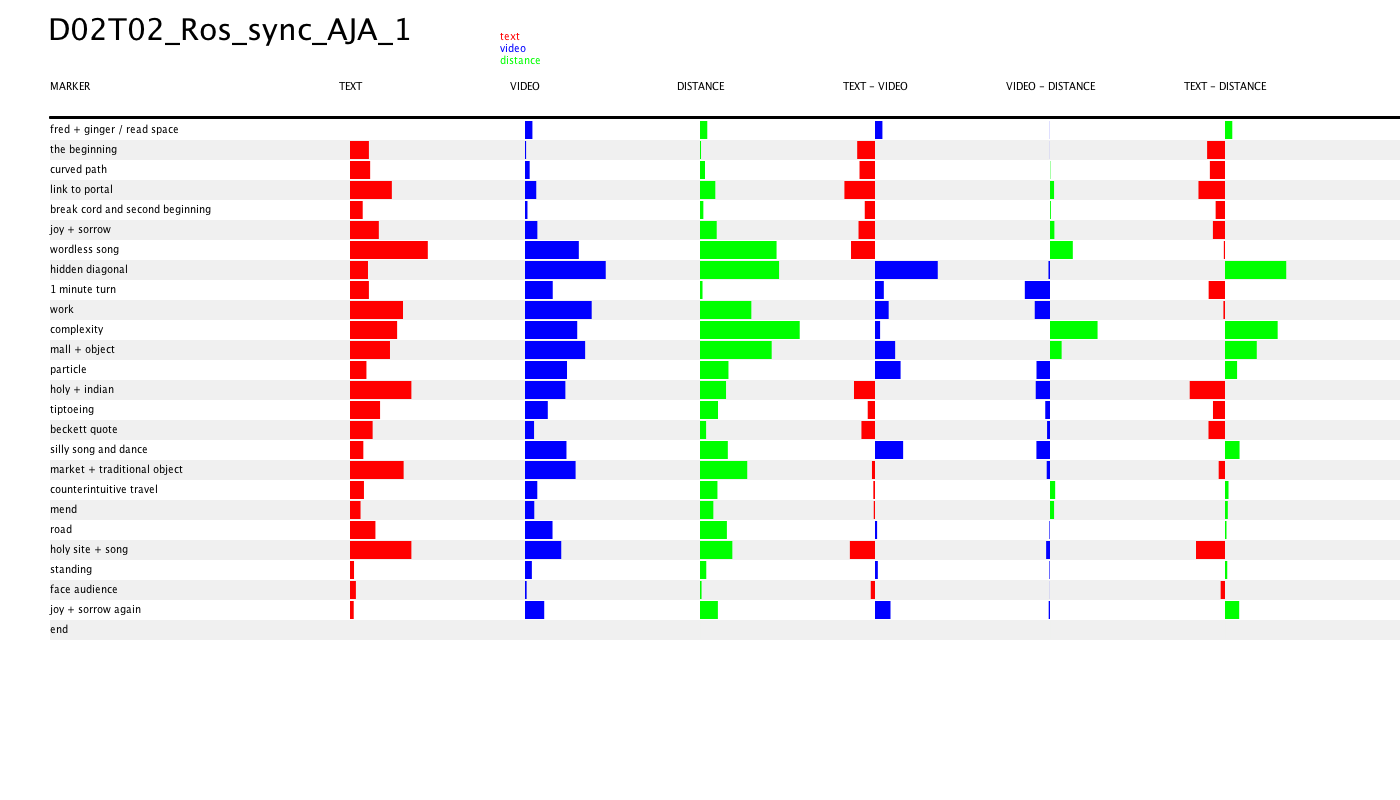 D02T02_Ros_sync_AJA_1
text
video
distance
MARKER TEXT VIDEO DISTANCE TEXT - VIDEO VIDEO - DISTANCE TEXT - DISTANCE
fred + ginger / read space
the beginning
curved path
link to portal
break cord and second beginning
joy + sorrow
wordless song
hidden diagonal
1 minute turn
work
complexity
mall + object
particle
holy + indian
tiptoeing
beckett quote
silly song and dance
market + traditional object
counterintuitive travel
mend
road
holy site + song
standing
face audience
joy + sorrow again
end